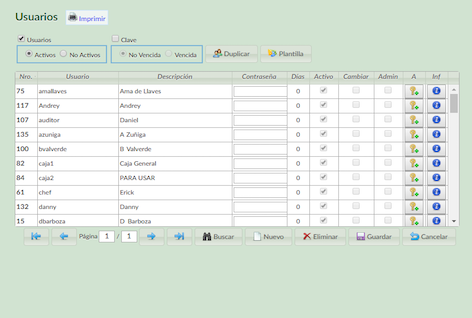 Usuarios Imprimir
Usuarios Clave
Activos No Activos No Vencida Vencida Duplicar Plantilla
Nro. Usuario Descripción Contraseña Dias Activo Cambiar Admin A Inf
75 amallaves Ama de Llaves 0
117 Andrey Andrey 0
107 auditor Daniel 0
135 azuniga A Zuñiga 0
100 bvalverde B Valverde 0
82 caja1 Caja General 0
84 caja2 PARA USAR 0
61 chef Erick 0
132 danny Danny 0
15 dbarboza D Barboza 0
Página 1 / 1 Buscar Nuevo Eliminar Guardar Cancelar